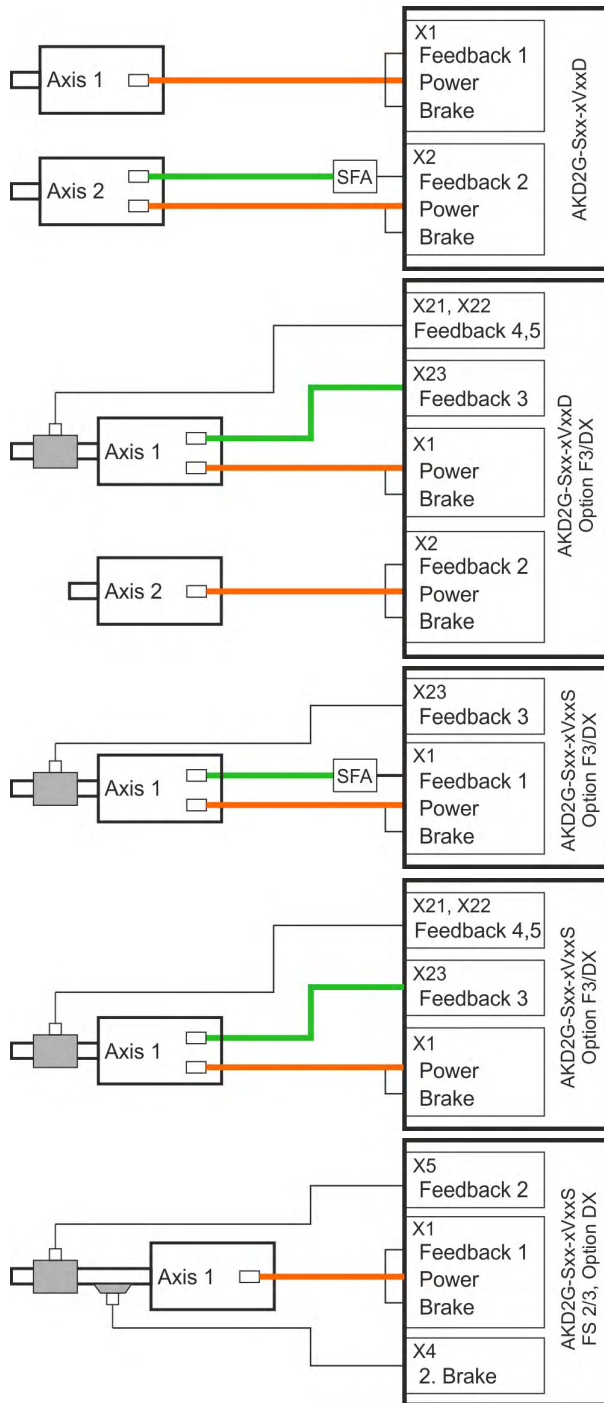 X1
Feedback 1
Axis 1
Power
Brake
X2
SFA
Feedback 2
Axis 2
Power
Brake
AKD2G-Sxx-xVxxD
X21, X22
Feedback 4,5
X23
Feedback 3
Axis 1
X1
Power
Brake
X2
Feedback 2
Axis 2
Power
Brake
AKD2G-Sxx-xVxxD
Option F3/DX
X23
Feedback 3
X1
Axis 1
SFA
Feedback 1
Power
Brake
AKD2G-Sxx-xVxxS
Option F3/DX
X21, X22
Feedback 4,5
X23
Feedback 3
Axis 1
X1
Power
Brake
AKD2G-Sxx-xVxxS
Option F3/DX
X5
Feedback 2
X1
Feedback 1
Axis 1
Power
Brake
X4
2. Brake
AKD2G-Sxx-xVxxS
FS 2/3, Option DX